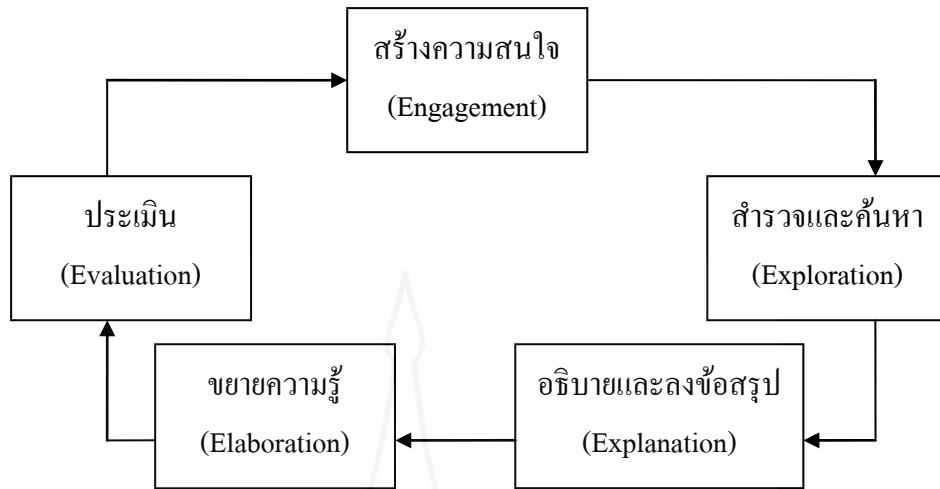 สร้างความสนใจ
(Engagement)
สำรวจและค้นหา
(Exploration)
อธิบายและลงข้อสรุป
(Explanation)
ขยายความรู้
(Elaboration)
ประเมิน
(Evaluation)